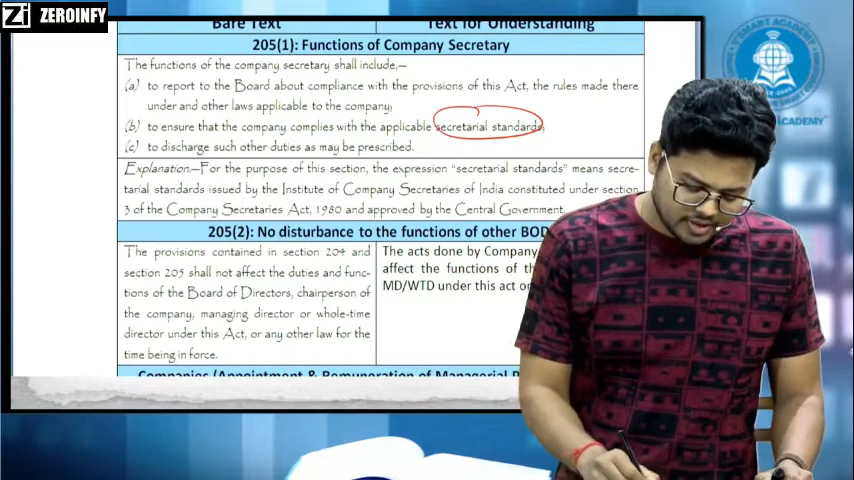 Zi ZEROINFY
Bare Text
Text for Understanding
205(1): Functions of Company Secretary
The functions of the company secretary shall include,—
(a) to report to the Board about compliance with the provisions of this Act, the rules made there
under and other laws applicable to the company;
(b) to ensure that the company complies with the applicable secretarial standards;
(c) to discharge such other duties as may be prescribed.
Explanation.—For the purpose of this section, the expression "secretarial standards" means secre-
tarial standards issued by the Institute of Company Secretaries of India constituted under section
3 of the Company Secretaries Act, 1980 and approved by the Central Government.
205(2): No disturbance to the functions of other BOD
The provisions contained in section 204 and
section 205 shall not affect the duties and func-
tions of the Board of Directors, chairperson of
the company, managing director or whole-time
director under this Act, or any other law for the
time being in force.
The acts done by Company
affect the functions of
MD/WTD under this act
Companies (Appointment & Remuneration of Managerial
ACADEMY